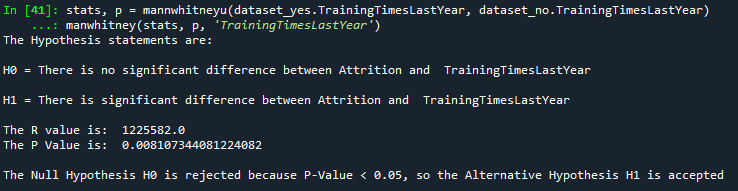 In [41]: stats, p = mannwhitneyu(dataset_yes.TrainingTimesLastYear, dataset_no.TrainingTimesLastYear)
...: manwhitney(stats, p, 'TrainingTimesLastYear')
The Hypothesis statements are:
H0 = There is no significant difference between Attrition and  TrainingTimesLastYear
H1 = There is significant difference between Attrition and  TrainingTimesLastYear
The R value is:  1225582.0
The P Value is:  0.008107344081224082
The Null Hypothesis H0 is rejected because P-Value < 0.05, so the Alternative Hypothesis H1 is accepted